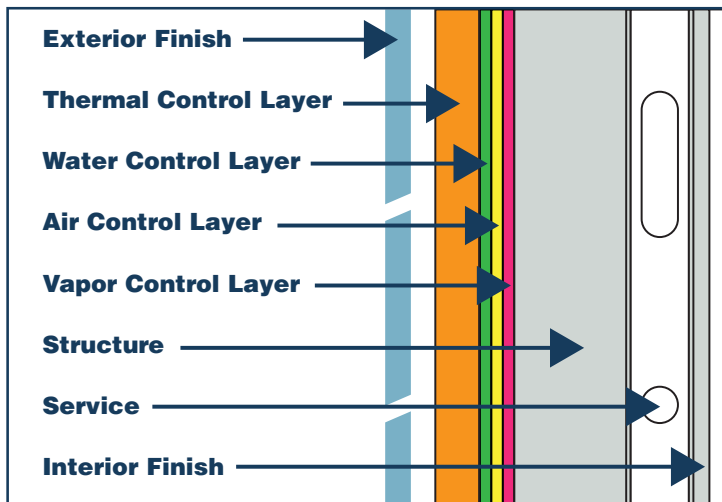 Exterior Finish
Thermal Control Layer
Water Control Layer
Air Control Layer
Vapor Control Layer
Structure
Service
Interior Finish